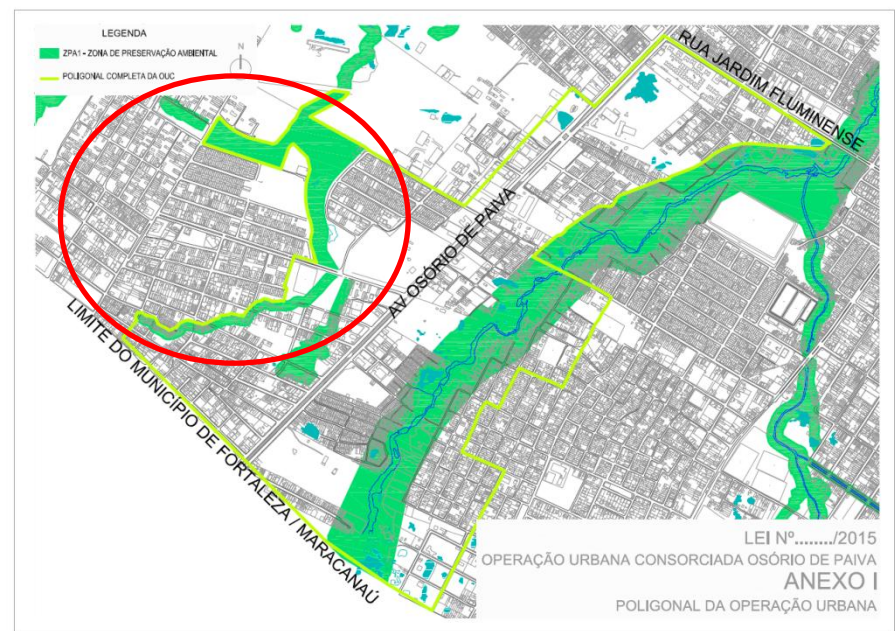 LEGENDA
ZPA1 - ZONA DE PRESERVAÇÃO AMBIENTAL
POLIGONAL COMPLETA DA OUC
N
RUA JARDIM FLUMINENSE
AV OSÓRIO DE PAIVA
LIMITE DO MUNICÍPIO DE FORTALEZA / MARACANAÚ
LEI Nº......../2015
OPERAÇÃO URBANA CONSORCIADA OSÓRIO DE PAIVA
ANEXO I
POLIGONAL DA OPERAÇÃO URBANA